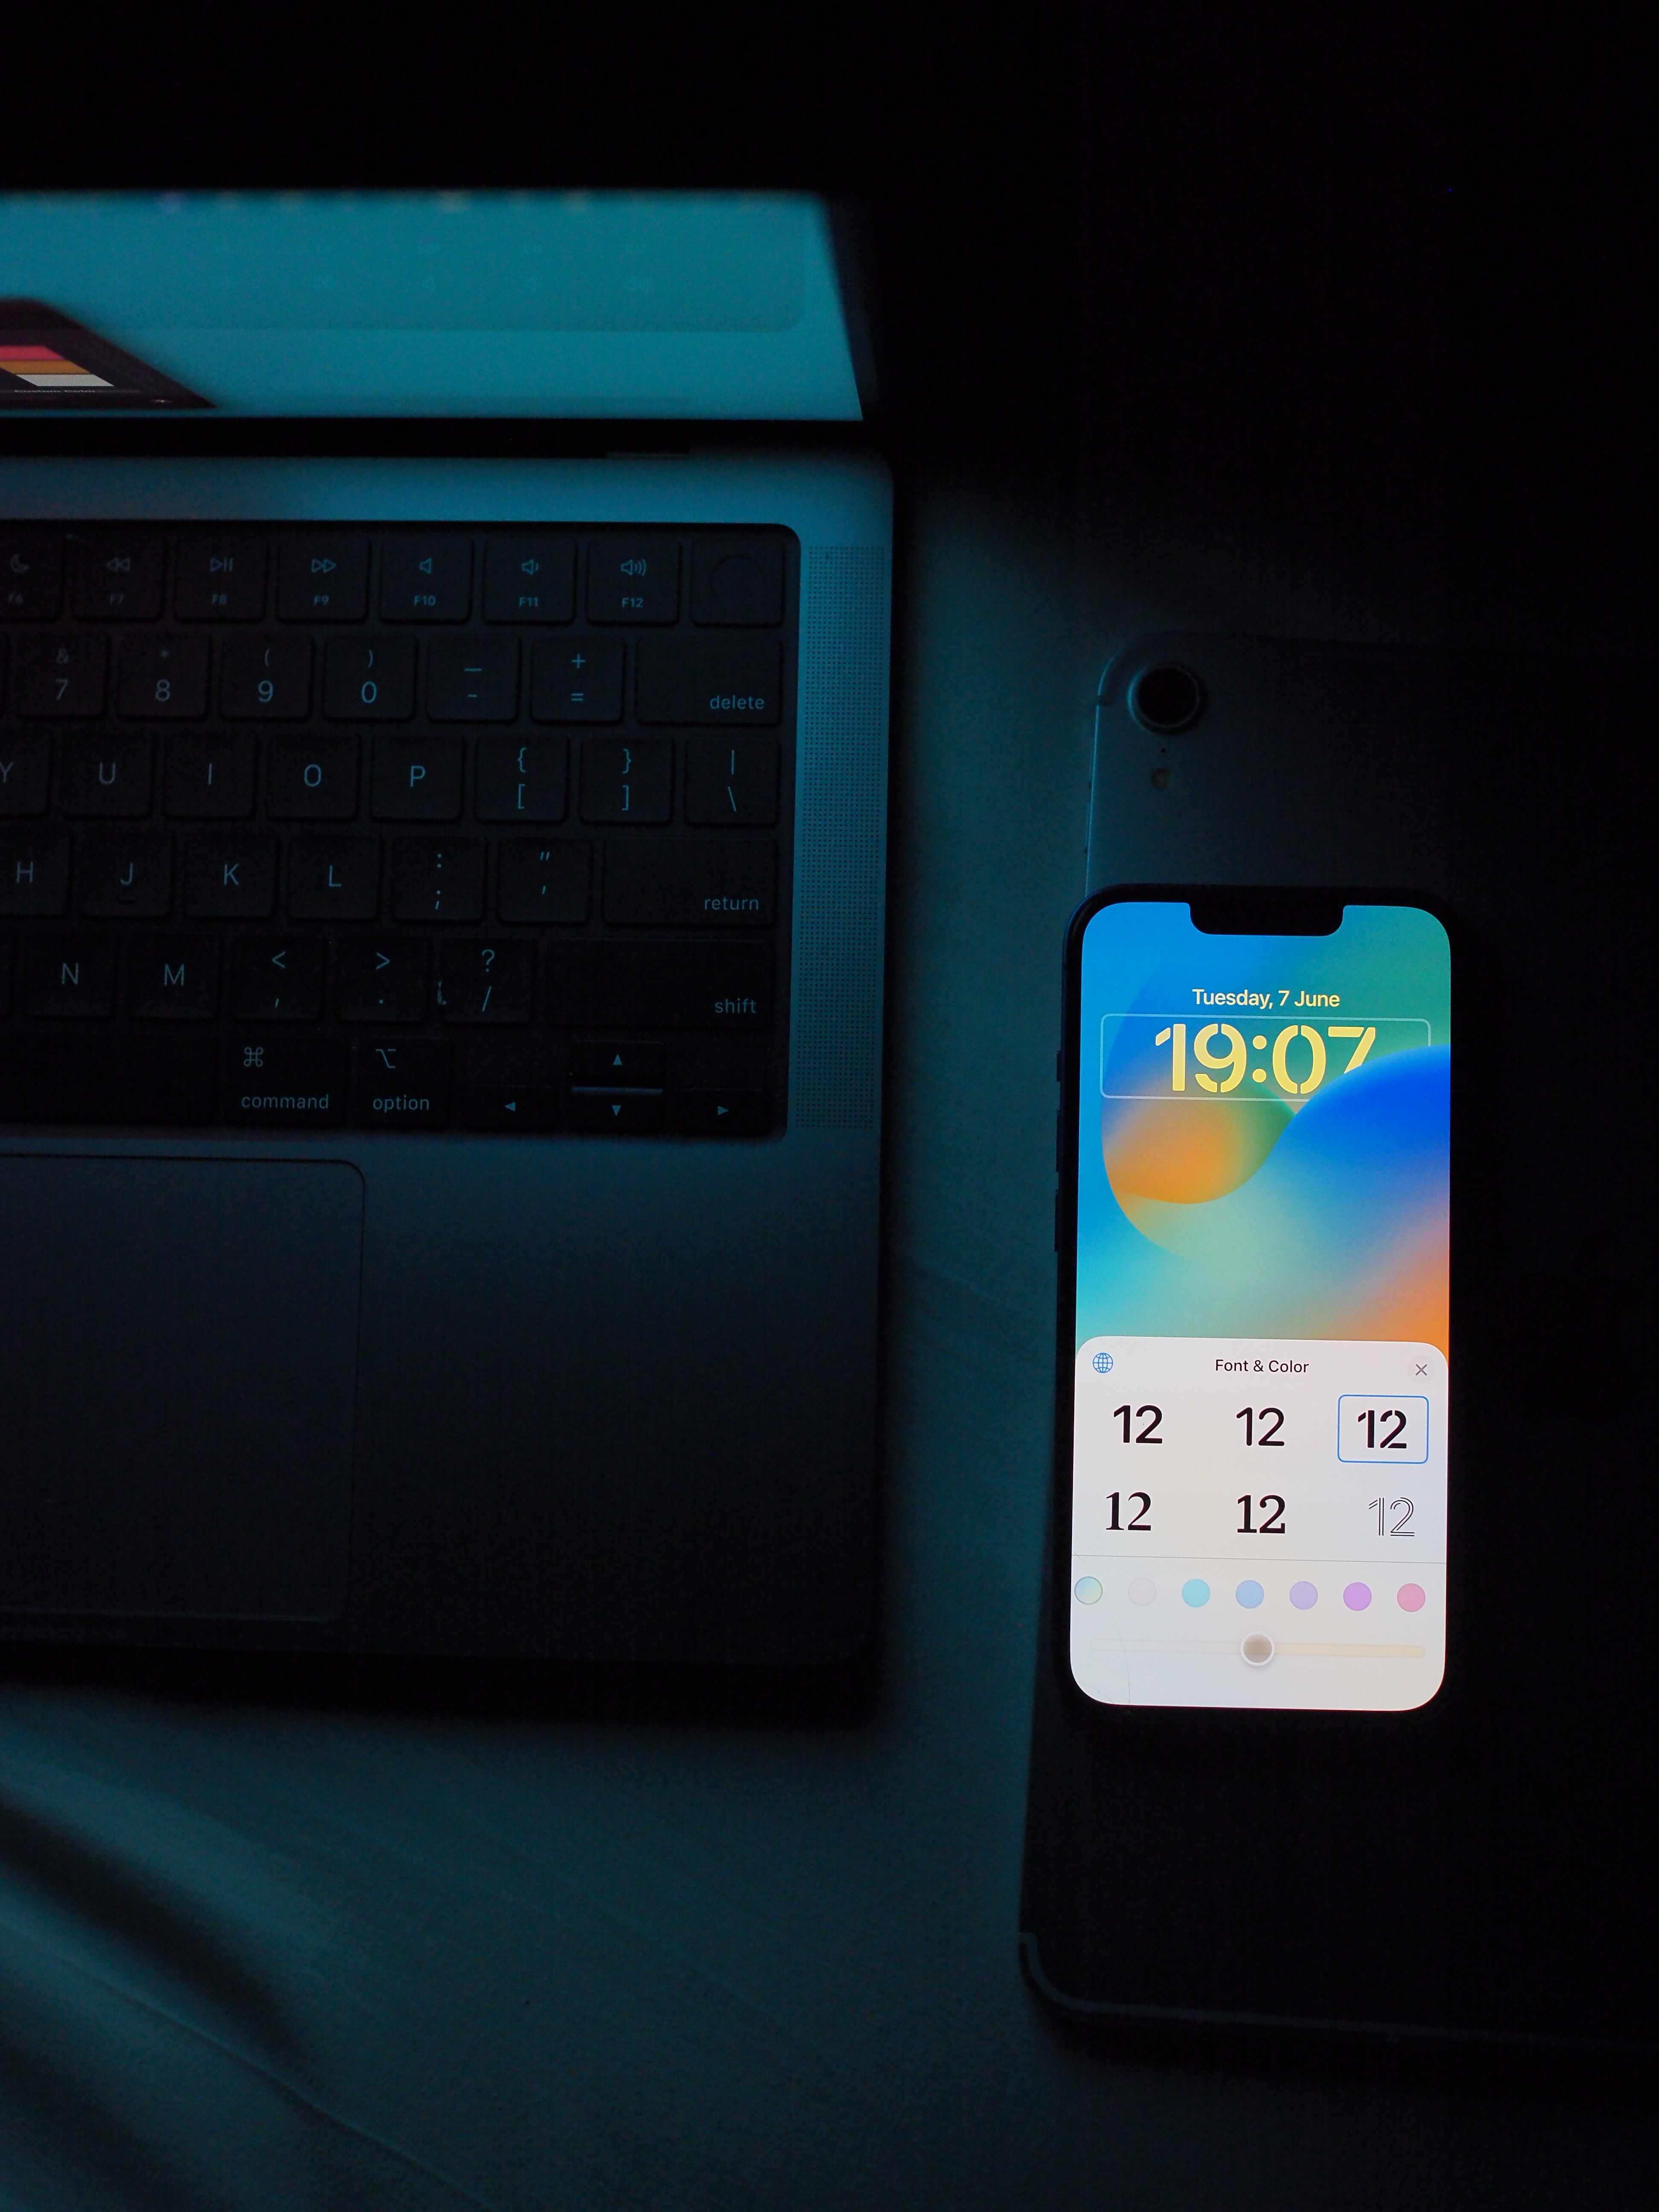 F6 F7 F8 F9 F10 F11 F12
& * ( ) — +
7 8 9 0 - = delete
Y U I O P { [ } ] | \
H J K L : ; " ' return
N M < , > . ? / shift
⌘ ⌥
command option
Tuesday, 7 June
19:07
Font & Color
12 12 12
12 12 12